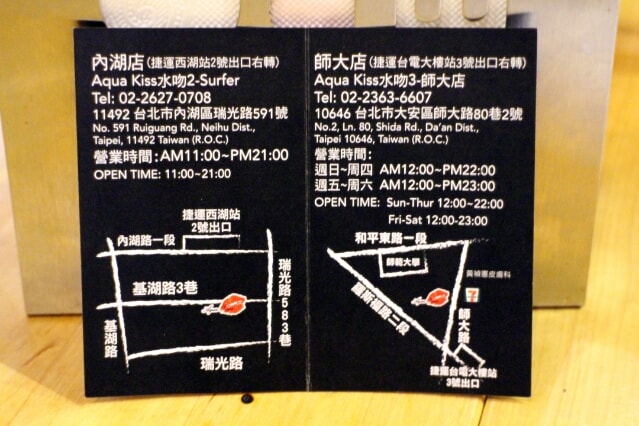 內湖店(捷運西湖站2號出口右轉)
Aqua Kiss水吻2-Surfer
Tel: 02-2627-0708
11492 台北市內湖區瑞光路591號
No. 591 Ruiguang Rd., Neihu Dist.,
Taipei, 11492 Taiwan (R.O.C.)
營業時間:AM11:00~PM21:00
OPEN TIME: 11:00~21:00
捷運西湖站
2號出口
內湖路一段
基湖路3巷
瑞光路583巷
基湖路
瑞光路
師大店(捷運台電大樓站3號出口右轉)
Aqua Kiss水吻3-師大店
Tel: 02-2363-6607
10646 台北市大安區師大路80巷2號
No.2, Ln. 80, Shida Rd., Da'an Dist.,
Taipei 10646, Taiwan (R.O.C.)
營業時間:
週日~周四 AM12:00~PM22:00
週五~周六 AM12:00~PM23:00
OPEN TIME: Sun-Thur 12:00~22:00
Fri-Sat 12:00-23:00
和平東路一段
師範大學
皮膚科
7
羅斯福路二段
師大路
捷運台電大樓站
3號出口